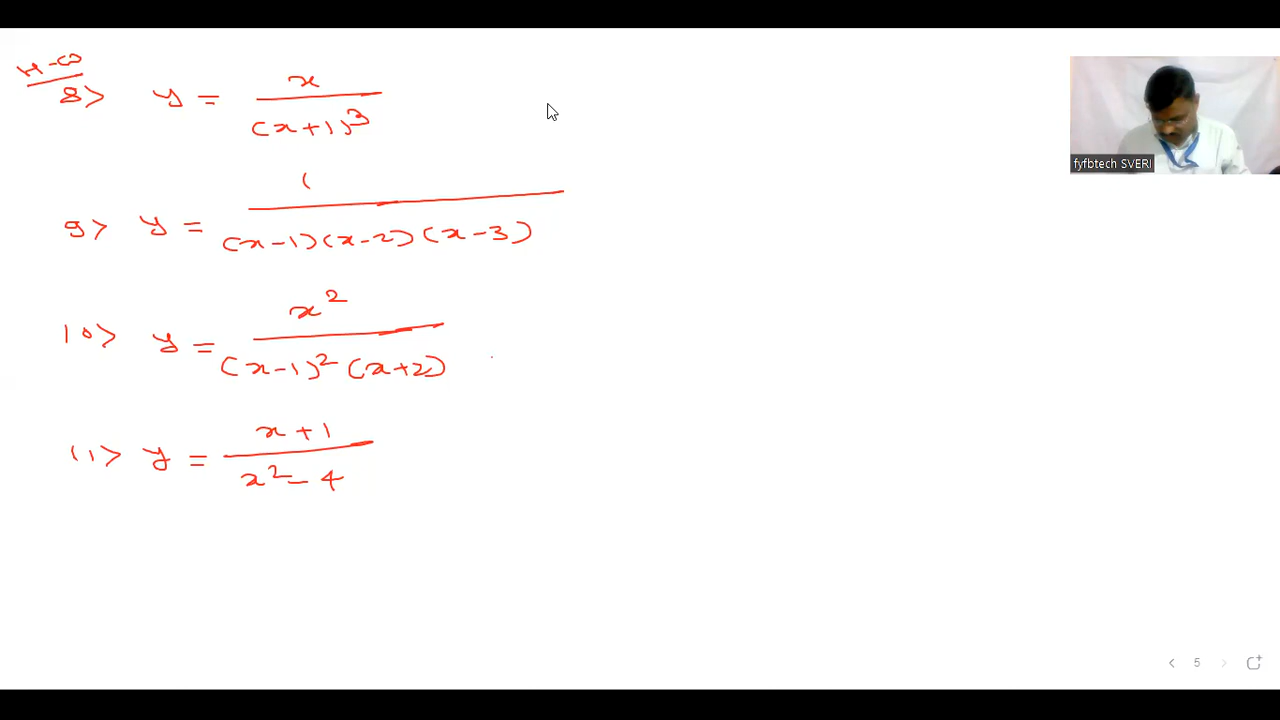 H-W
8> y = x / (x+1)^3
9> y = 1 / (x-1)(x-2)(x-3)
10> y = x^2 / (x-1)^2 (x+2)
11> y = x+1 / x^2-4
fyfbtech SVERI
5